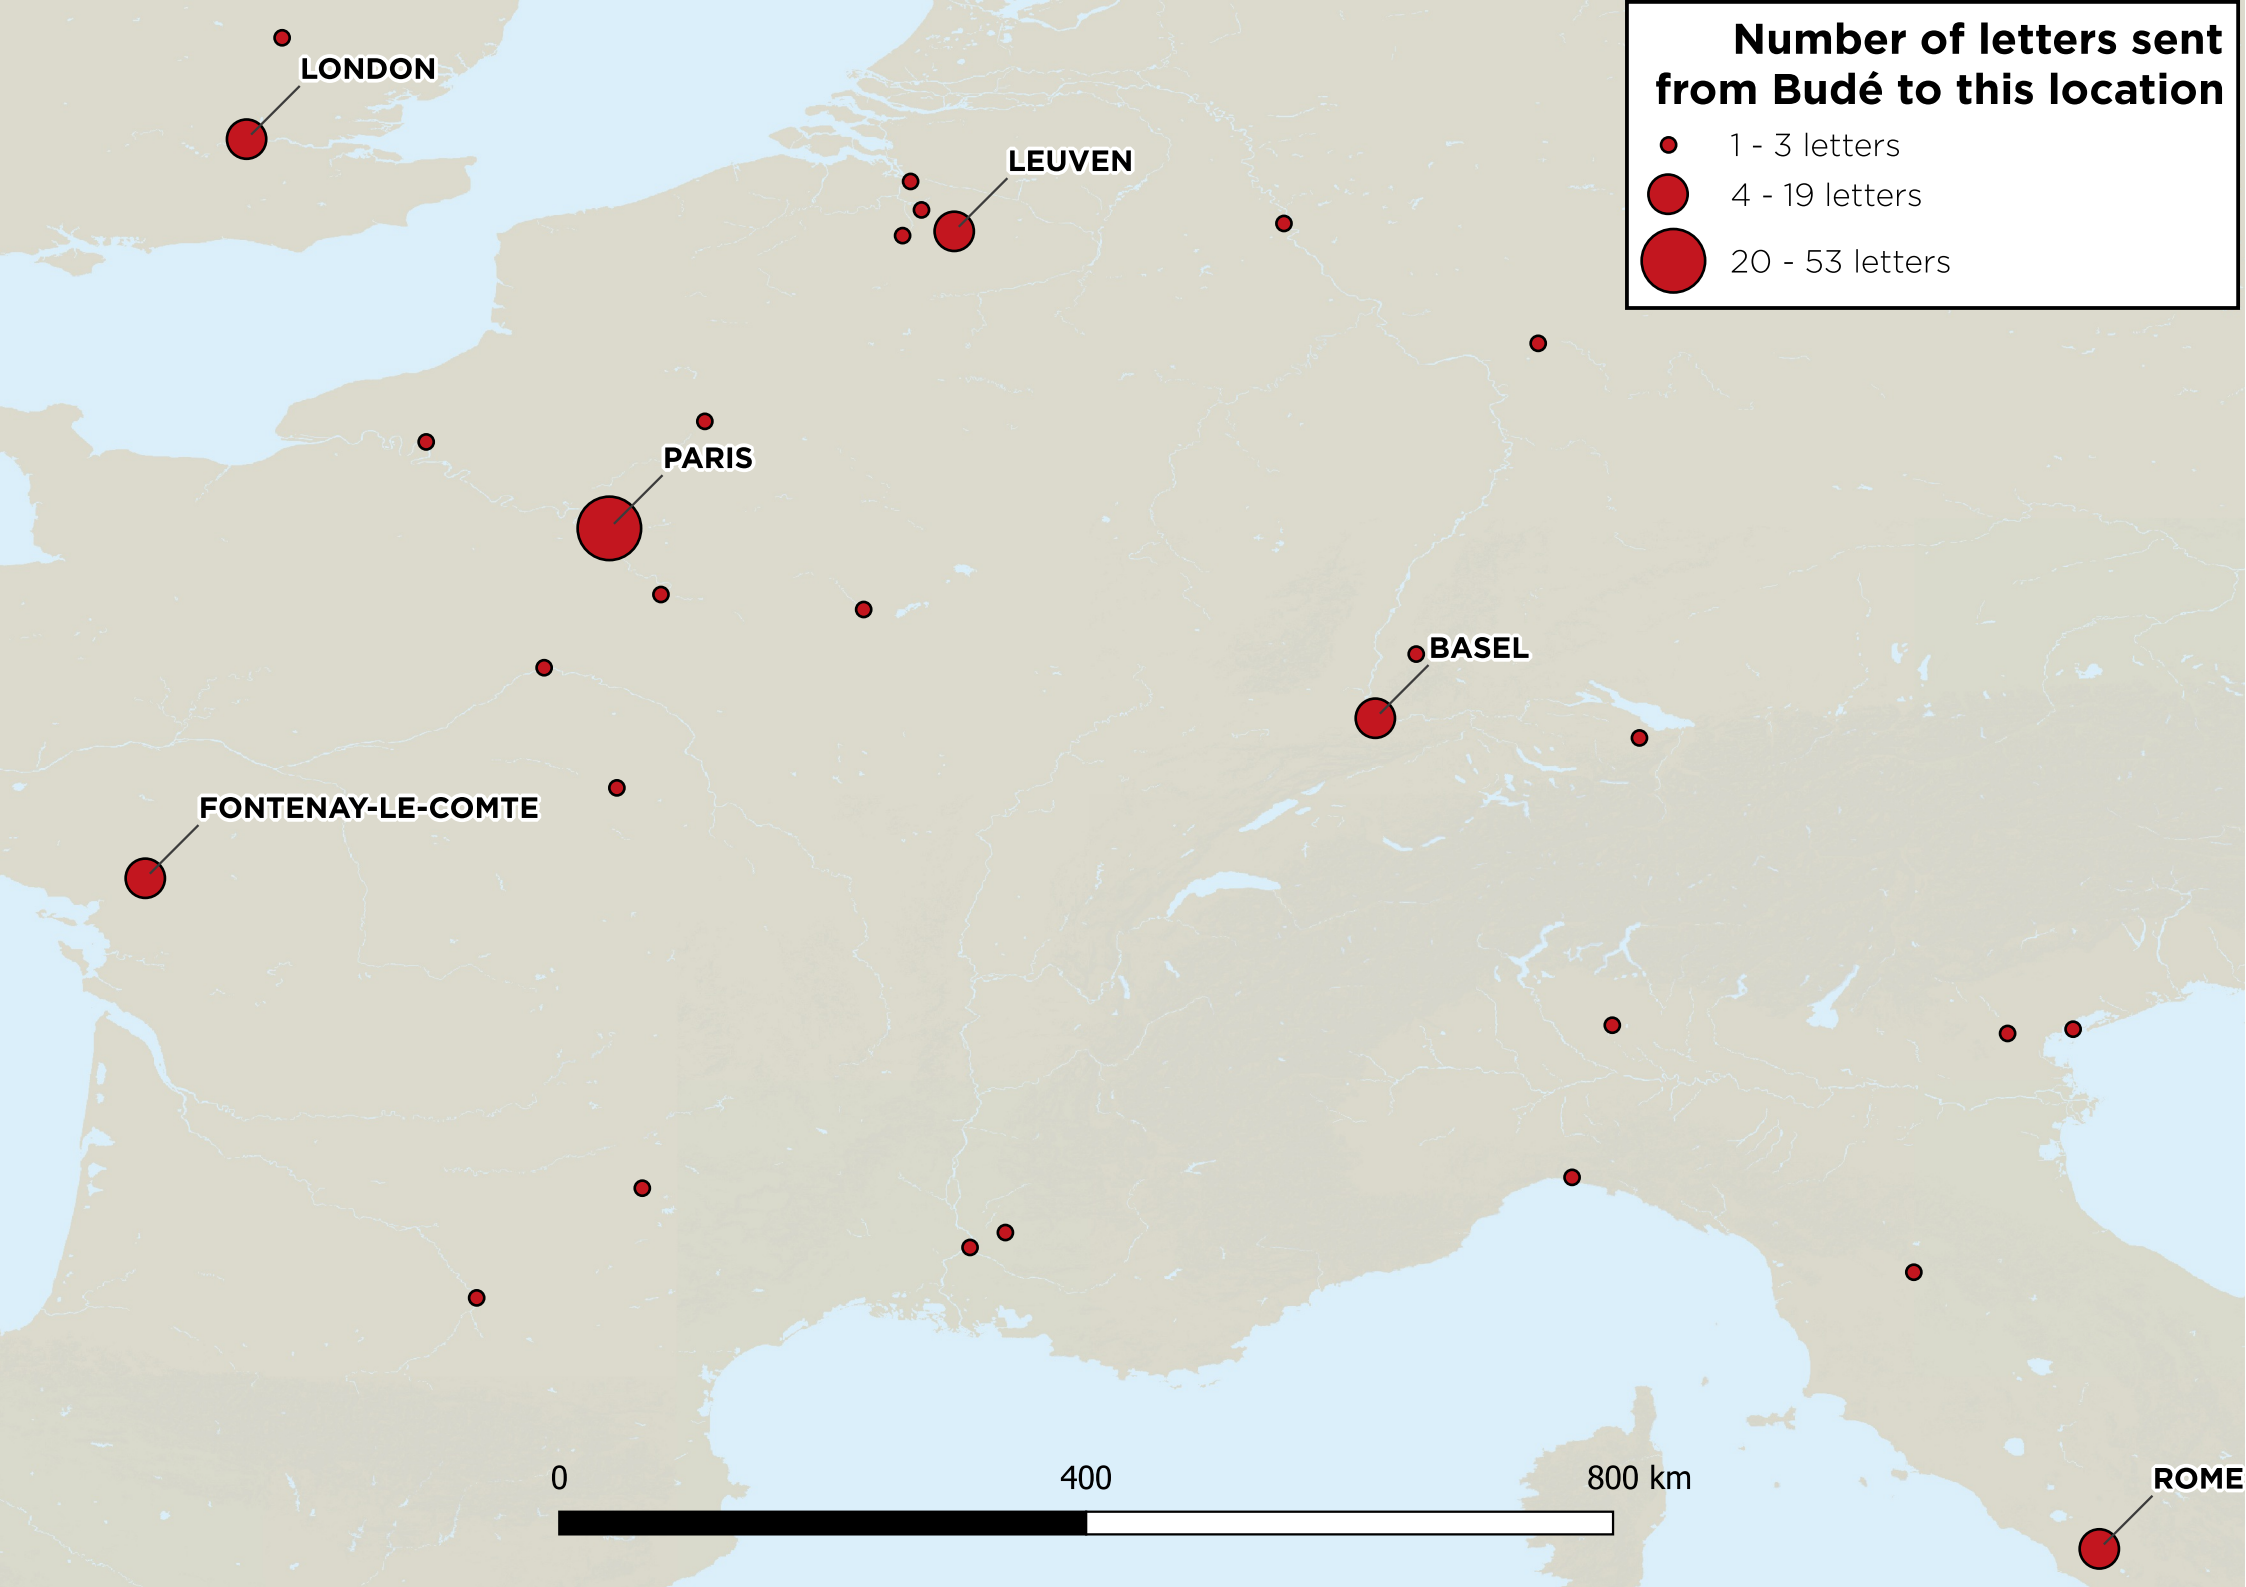 Number of letters sent
from Budé to this location
1 - 3 letters
4 - 19 letters
20 - 53 letters
LONDON
LEUVEN
PARIS
BASEL
FONTENAY-LE-COMTE
ROME
0 400 800 km